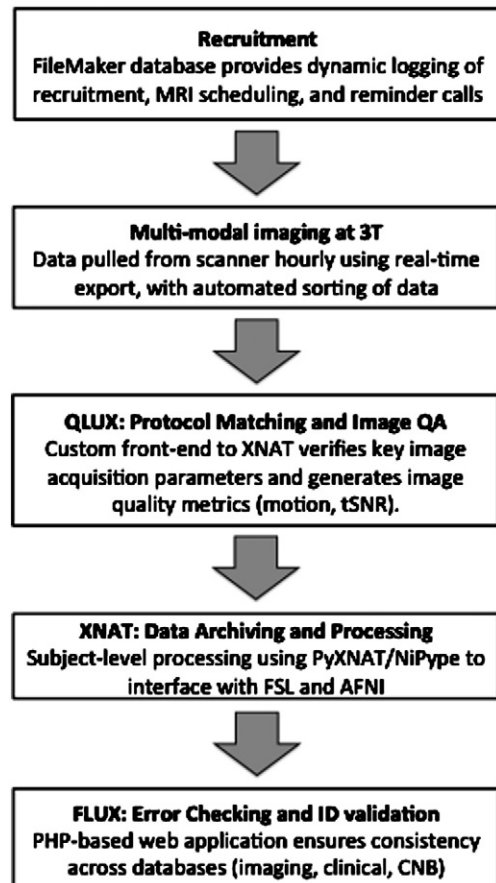 Recruitment
FileMaker database provides dynamic logging of
recruitment, MRI scheduling, and reminder calls
Multi-modal imaging at 3T
Data pulled from scanner hourly using real-time
export, with automated sorting of data
QLUX: Protocol Matching and Image QA
Custom front-end to XNAT verifies key image
acquisition parameters and generates image
quality metrics (motion, tSNR).
XNAT: Data Archiving and Processing
Subject-level processing using PyXNAT/NiPype to
interface with FSL and AFNI
FLUX: Error Checking and ID validation
PHP-based web application ensures consistency
across databases (imaging, clinical, CNB)